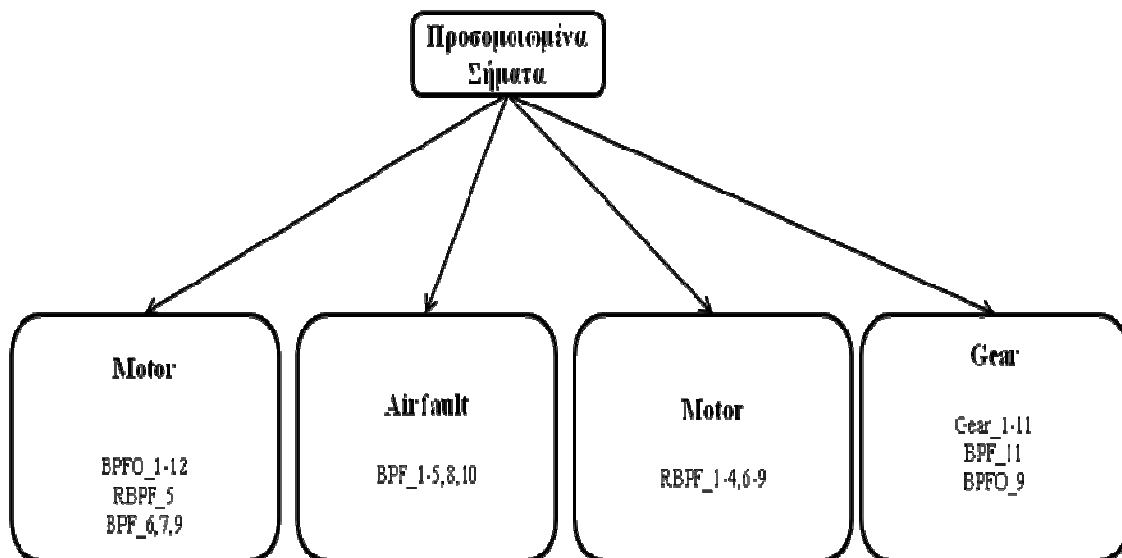 Προσομοιωμένα
Σήματα
Motor
BPFO_1-12
RBPF_5
BPF_6,7,9
Airfault
BPF_1-5,8,10
Motor
RBPF_1-4,6-9
Gear
Gear_1-11
BPF_11
BPFO_9